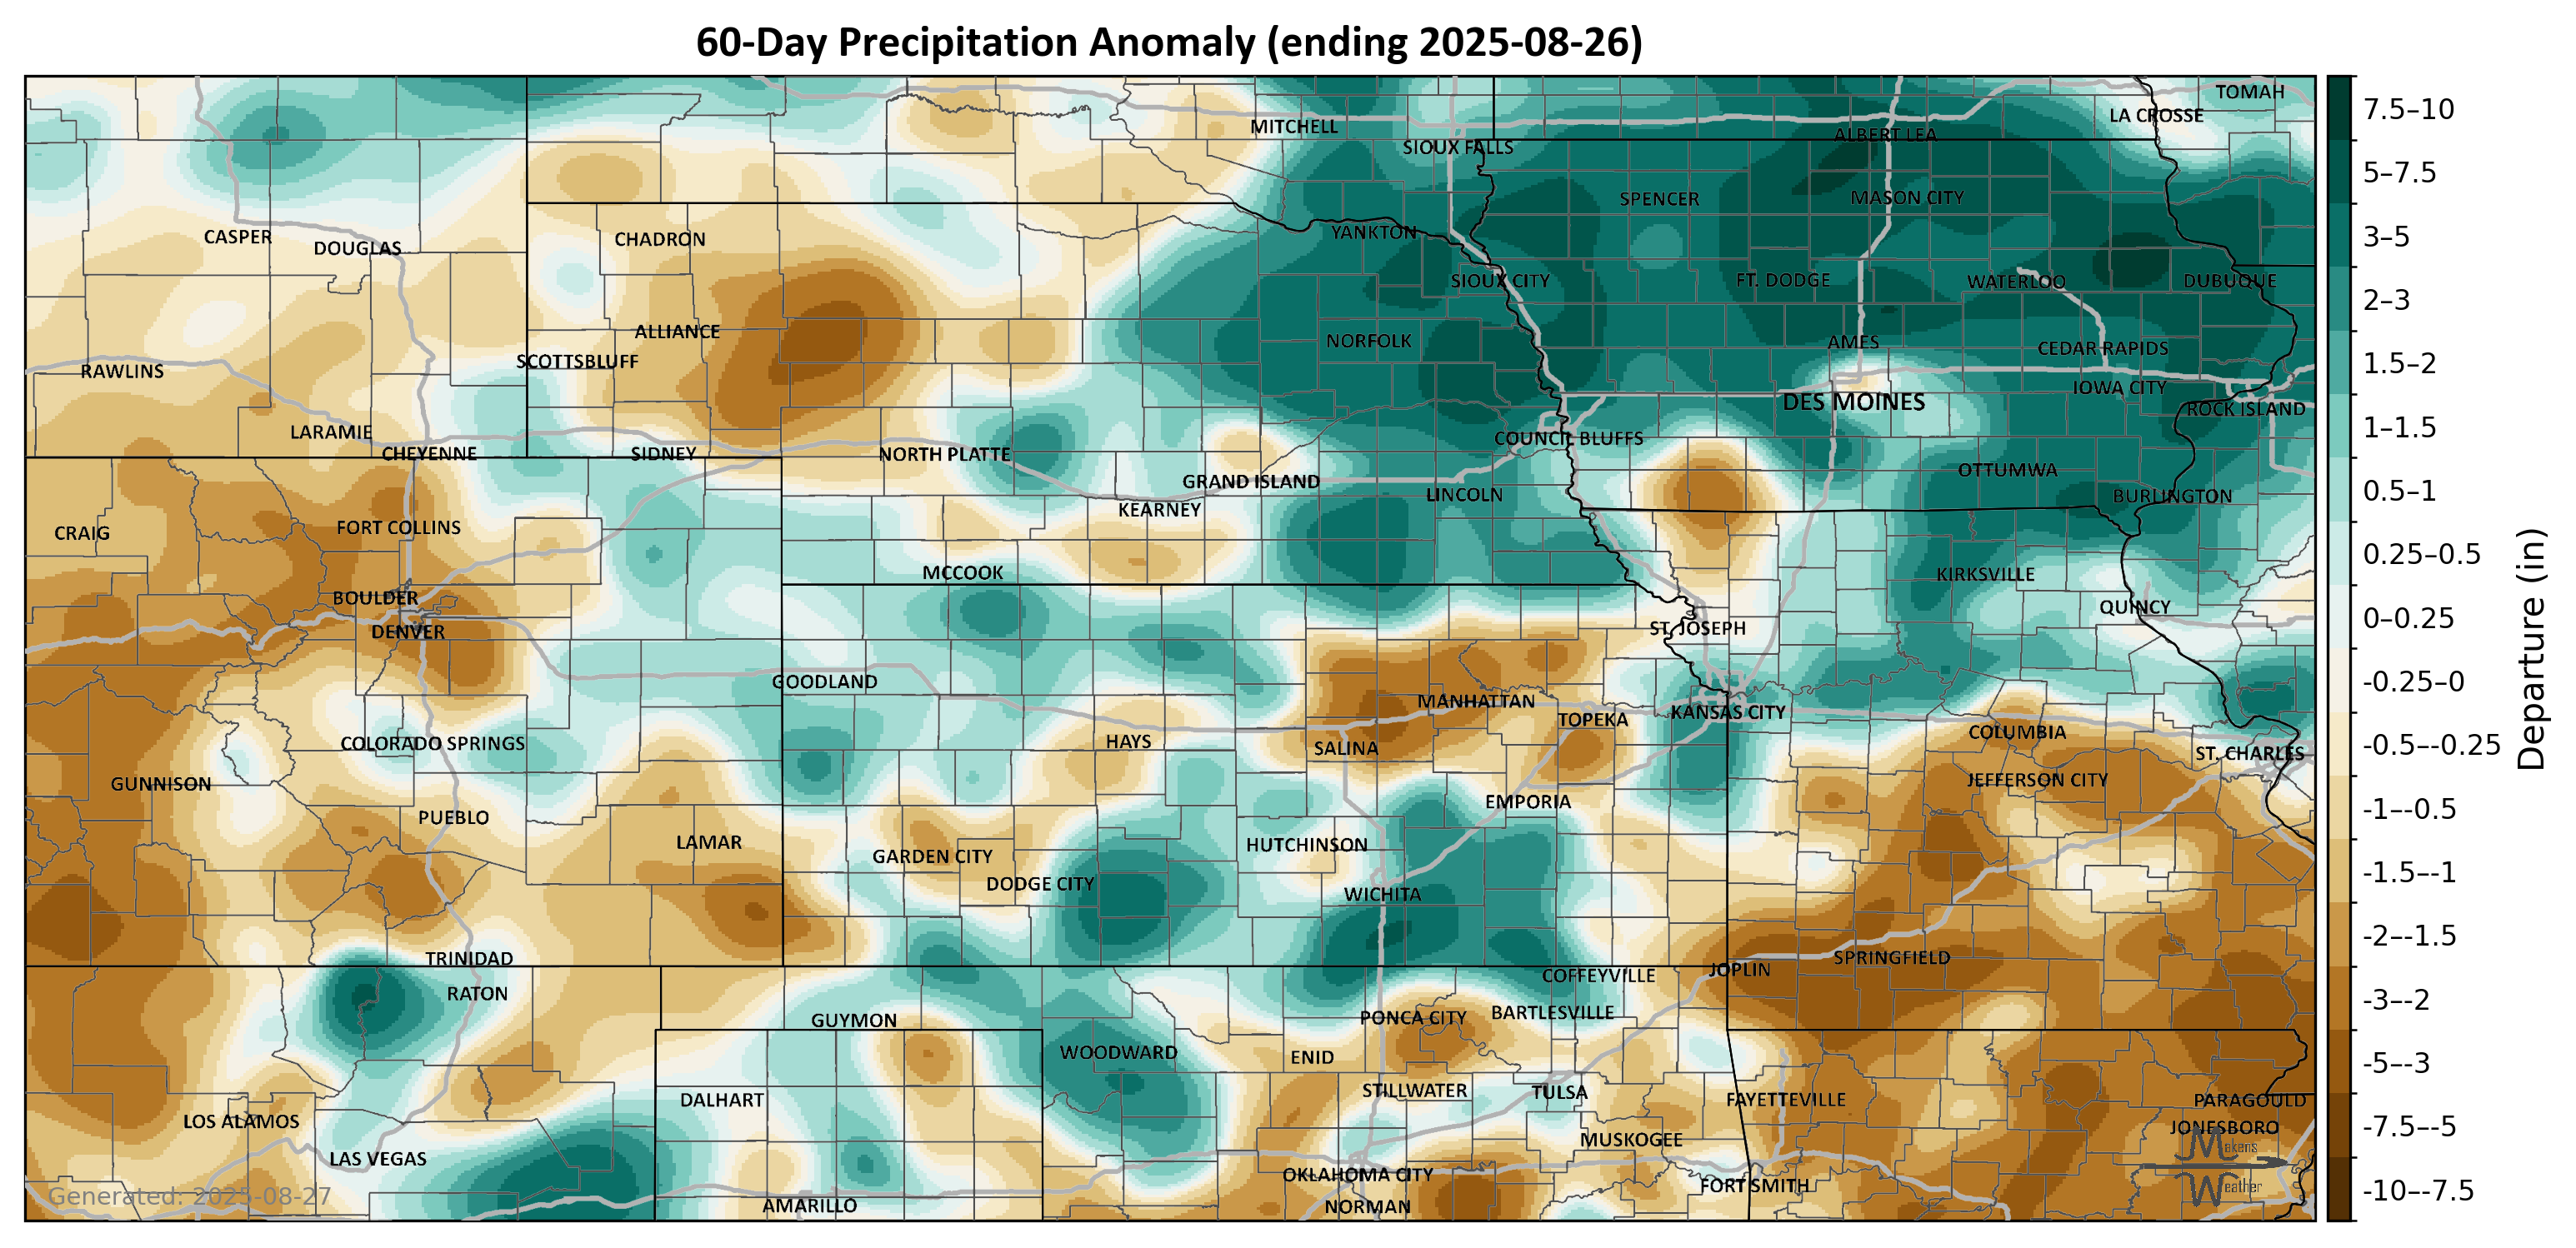 60-Day Precipitation Anomaly (ending 2025-08-26)
TOMAH
LA CROSSE
MITCHELL
ALBERT LEA
SIOUX FALLS
SPENCER
MASON CITY
YANKTON
CASPER
DOUGLAS
CHADRON
SIOUX CITY
FT. DODGE
WATERLOO
DUBUQUE
ALLIANCE
NORFOLK
AMES
CEDAR RAPIDS
SCOTTSBLUFF
RAWLINS
IOWA CITY
DES MOINES
ROCK ISLAND
LARAMIE
COUNCIL BLUFFS
CHEYENNE
SIDNEY
NORTH PLATTE
OTTUMWA
GRAND ISLAND
LINCOLN
BURLINGTON
KEARNEY
CRAIG
FORT COLLINS
MCCOOK
KIRKSVILLE
BOULDER
QUINCY
DENVER
ST. JOSEPH
GOODLAND
MANHATTAN
TOPEKA
KANSAS CITY
COLUMBIA
COLORADO SPRINGS
HAYS
SALINA
ST. CHARLES
GUNNISON
JEFFERSON CITY
EMPORIA
PUEBLO
LAMAR
HUTCHINSON
GARDEN CITY
DODGE CITY
WICHITA
TRINIDAD
SPRINGFIELD
JOPLIN
COFFEYVILLE
RATON
GUYMON
PONCA CITY
BARTLESVILLE
WOODWARD
ENID
STILLWATER
TULSA
DALHART
FAYETTEVILLE
PARAGOULD
LOS ALAMOS
JONESBORO
MUSKOGEE
LAS VEGAS
OKLAHOMA CITY
FORT SMITH
AMARILLO
NORMAN
Generated: 2025-08-27
Makens
Weather
7.5–10
5–7.5
3–5
2–3
1.5–2
1–1.5
0.5–1
0.25–0.5
0–0.25
-0.25–0
-0.5–-0.25
-1–-0.5
-1.5–-1
-2–-1.5
-3–-2
-5–-3
-7.5–-5
-10–-7.5
Departure (in)